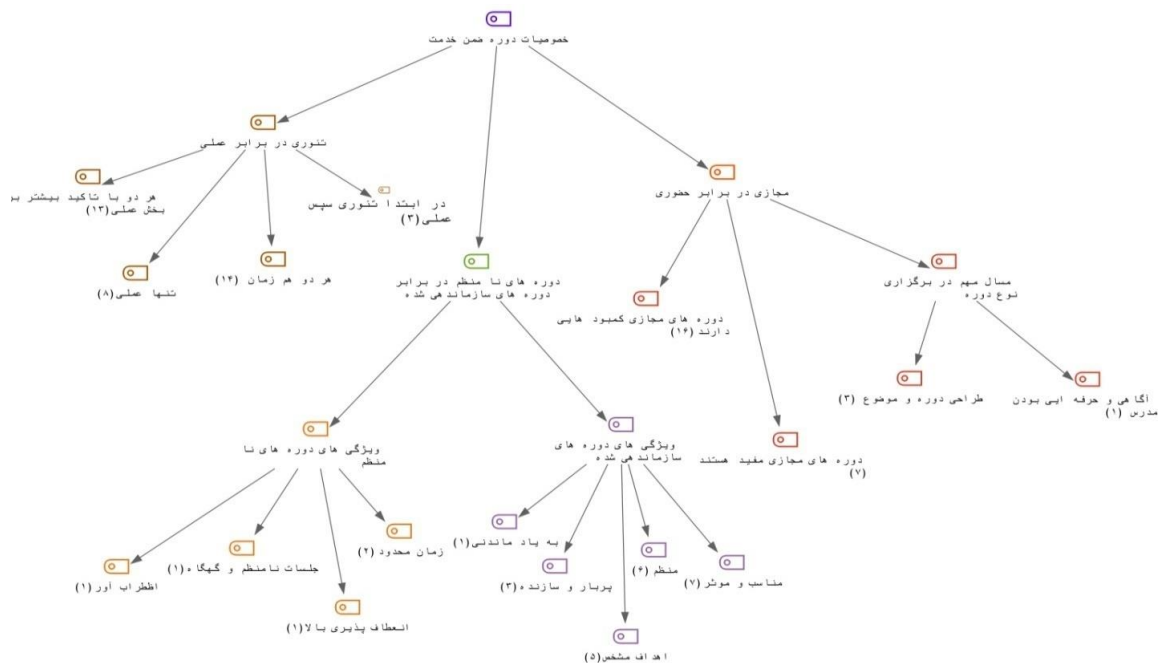 خصوصیات دوره ضمن خدمت
تئوری در برابر عملی
مجازی در برابر حضوری
هر دو با تاکید بیشتر بر
بخش عملی(۱۳)
در ابتدا تئوری سپس
عملی(۳)
تنها عملی(۸)
هر دو هم زمان (۱۴)
دوره های نا منظم در برابر
دوره های سازماندهی شده
مسال مهم در برگزاری
نوع دوره
دوره های مجازی کمبود هایی
دارند(۱۶)
طراحی دوره و موضوع (۳)
آگاهی و حرفه ایی بودن
مدرس (۱)
ویژگی های دوره های نا
منظم
ویژگی های دوره های
سازماندهی شده
دوره های مجازی مفید هستند
(۷)
اظطراب آور(۱)
جلسات نامنظم و گهگاه(۱)
زمان محدود(۲)
انعطاف پذیری بالا(۱)
به یاد ماندنی(۱)
پربار و سازنده(۳)
منظم (۶)
مناسب و موثر(۷)
اهداف مشخص(۵)